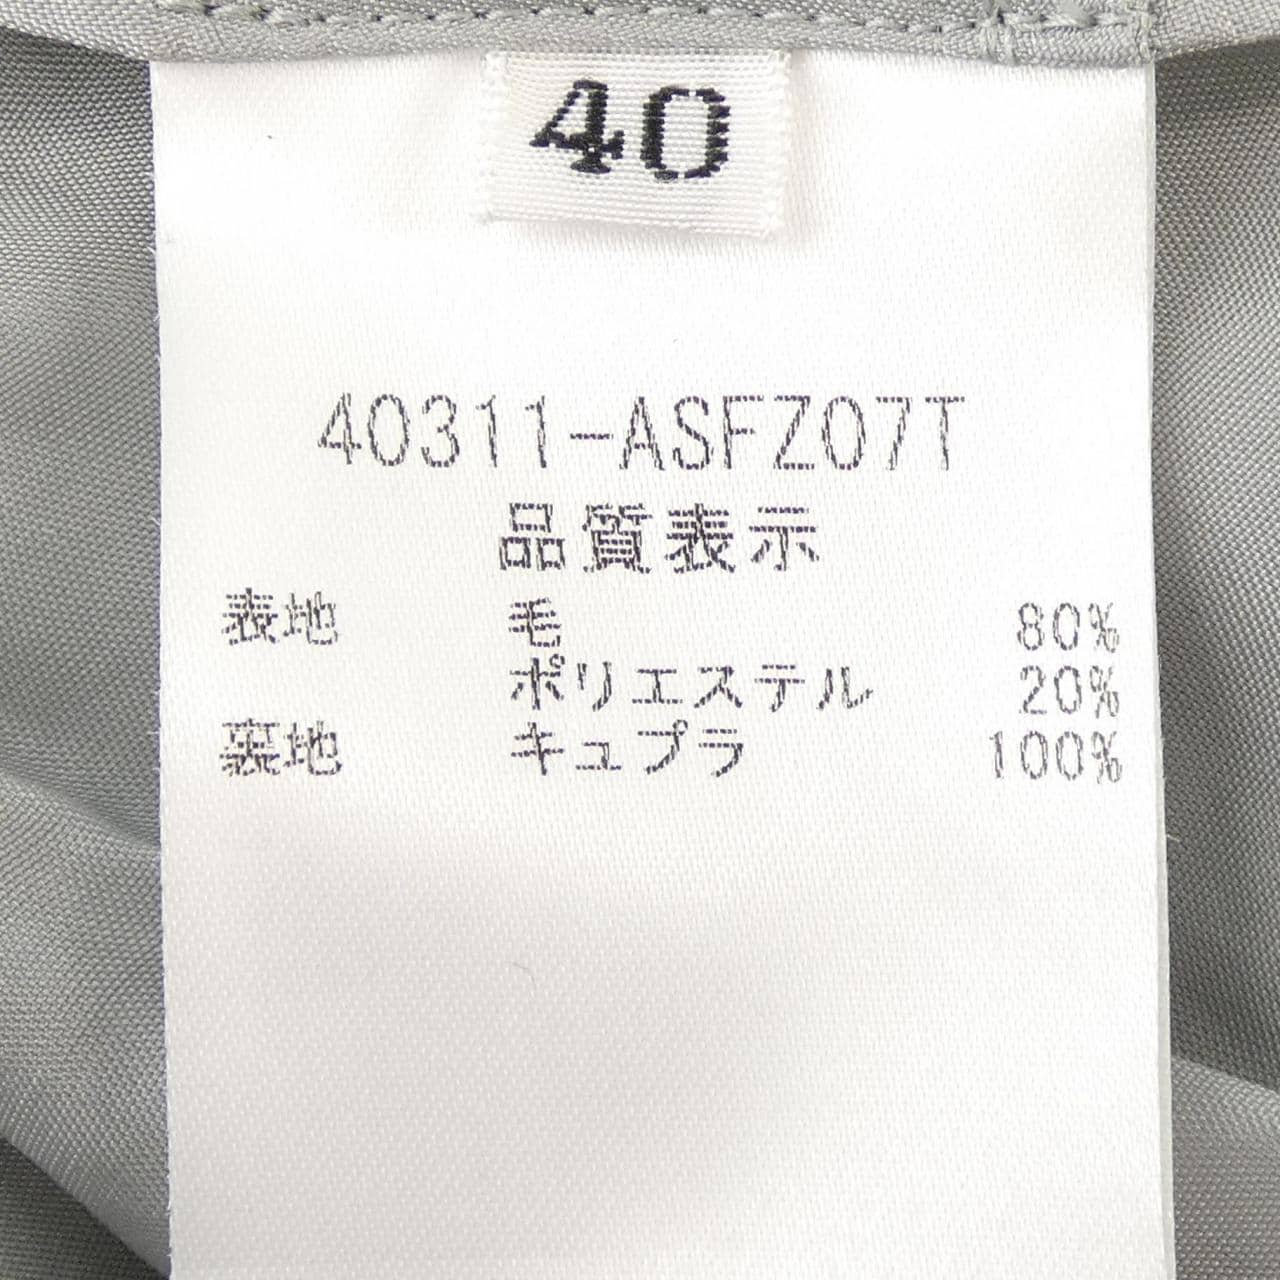 40
40311-ASFZ07T
品質表示
表地 毛 80%
ポリエステル 20%
裏地 キュプラ 100%